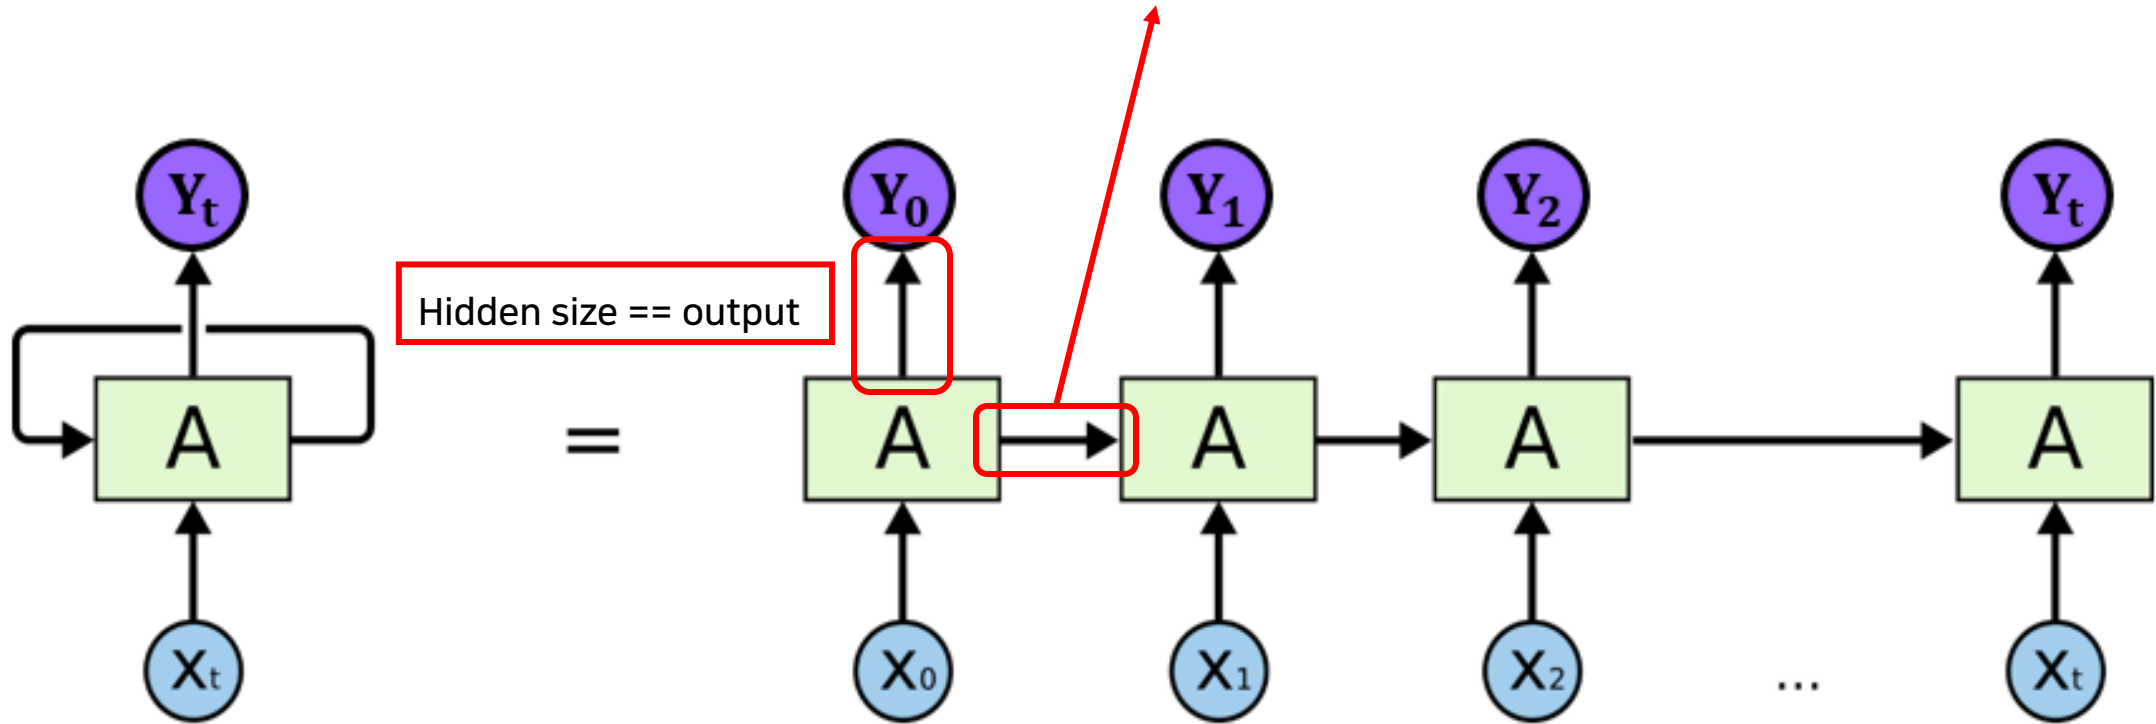 Yt Y0 Y1 Y2 Yt
Hidden size == output
A = A A A A
Xt X0 X1 X2 ... Xt